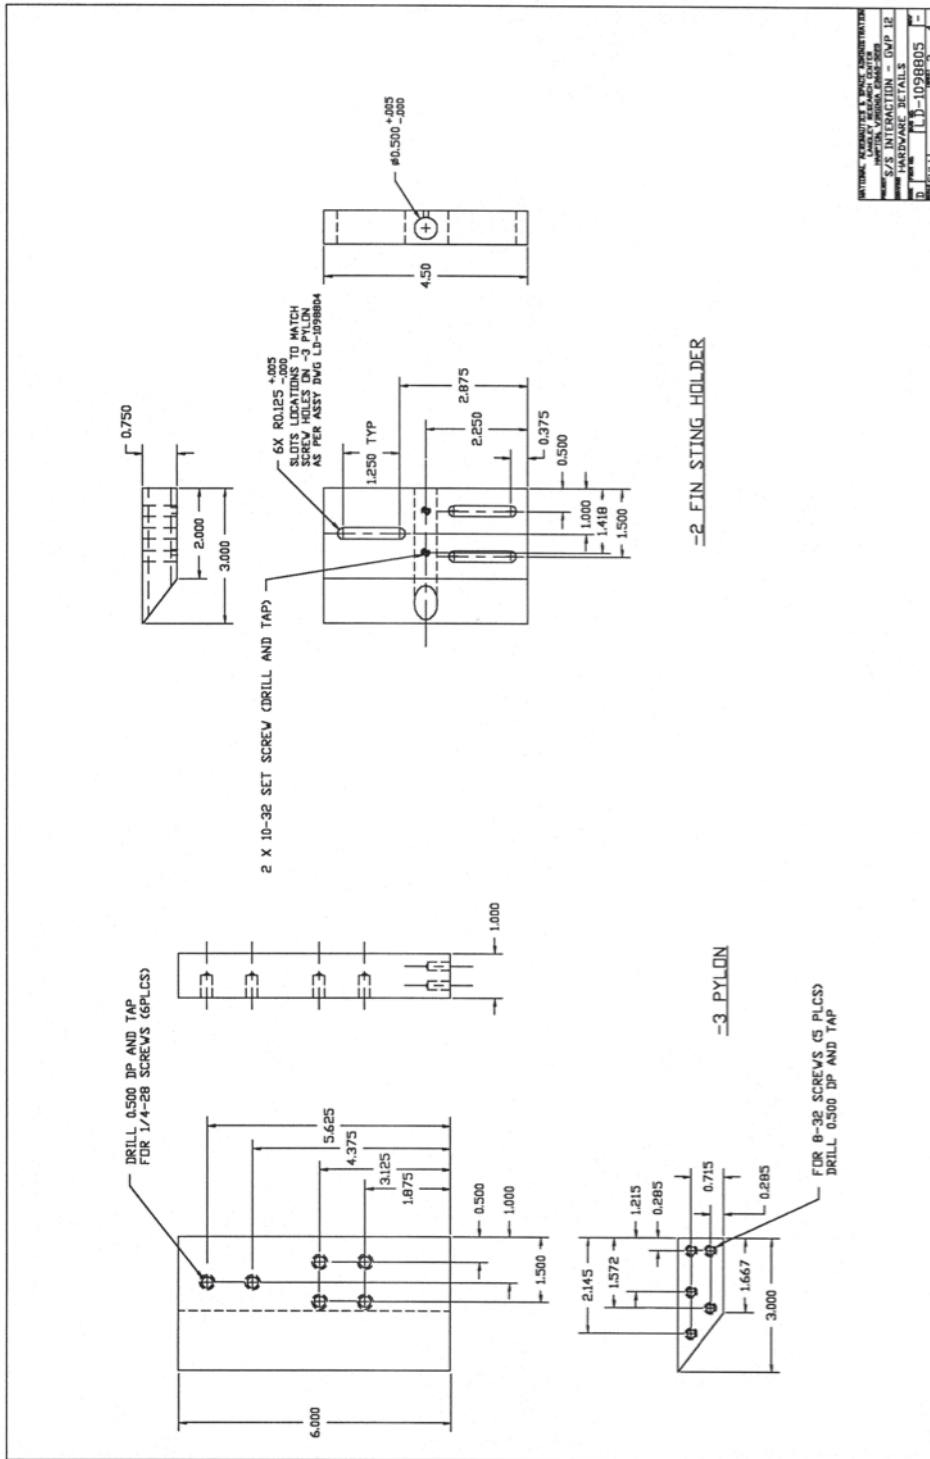 DRILL 0.500 DP AND TAP
FOR 1/4-28 SCREWS (6PLCS)
5.625
4.375
3.125
1.875
0.500
1.000
1.500
6.000
1.000
2.145
1.572
1.215
0.285
0.715
0.285
1.667
3.000
FOR 8-32 SCREWS (5 PLCS)
DRILL 0.500 DP AND TAP
-3 PYLON
2 X 10-32 SET SCREW (DRILL AND TAP)
0.750
2.000
3.000
6X R0.125 +.005 -.000
SLOTS LOCATIONS TO MATCH
SCREW HOLES ON -3 PYLON
AS PER ASSY DWG LD-1098804
1.250 TYP
2.875
2.250
0.375
0.500
1.000
1.418
1.500
ø0.500 +.005 -.000
4.50
-2 FIN STING HOLDER
NATIONAL AERONAUTICS & SPACE ADMINISTRATION
LANGLEY RESEARCH CENTER
HAMPTON, VIRGINIA
S/S INTERACTION - GWP 12
HARDWARE DETAILS
D
LD-1098805
-